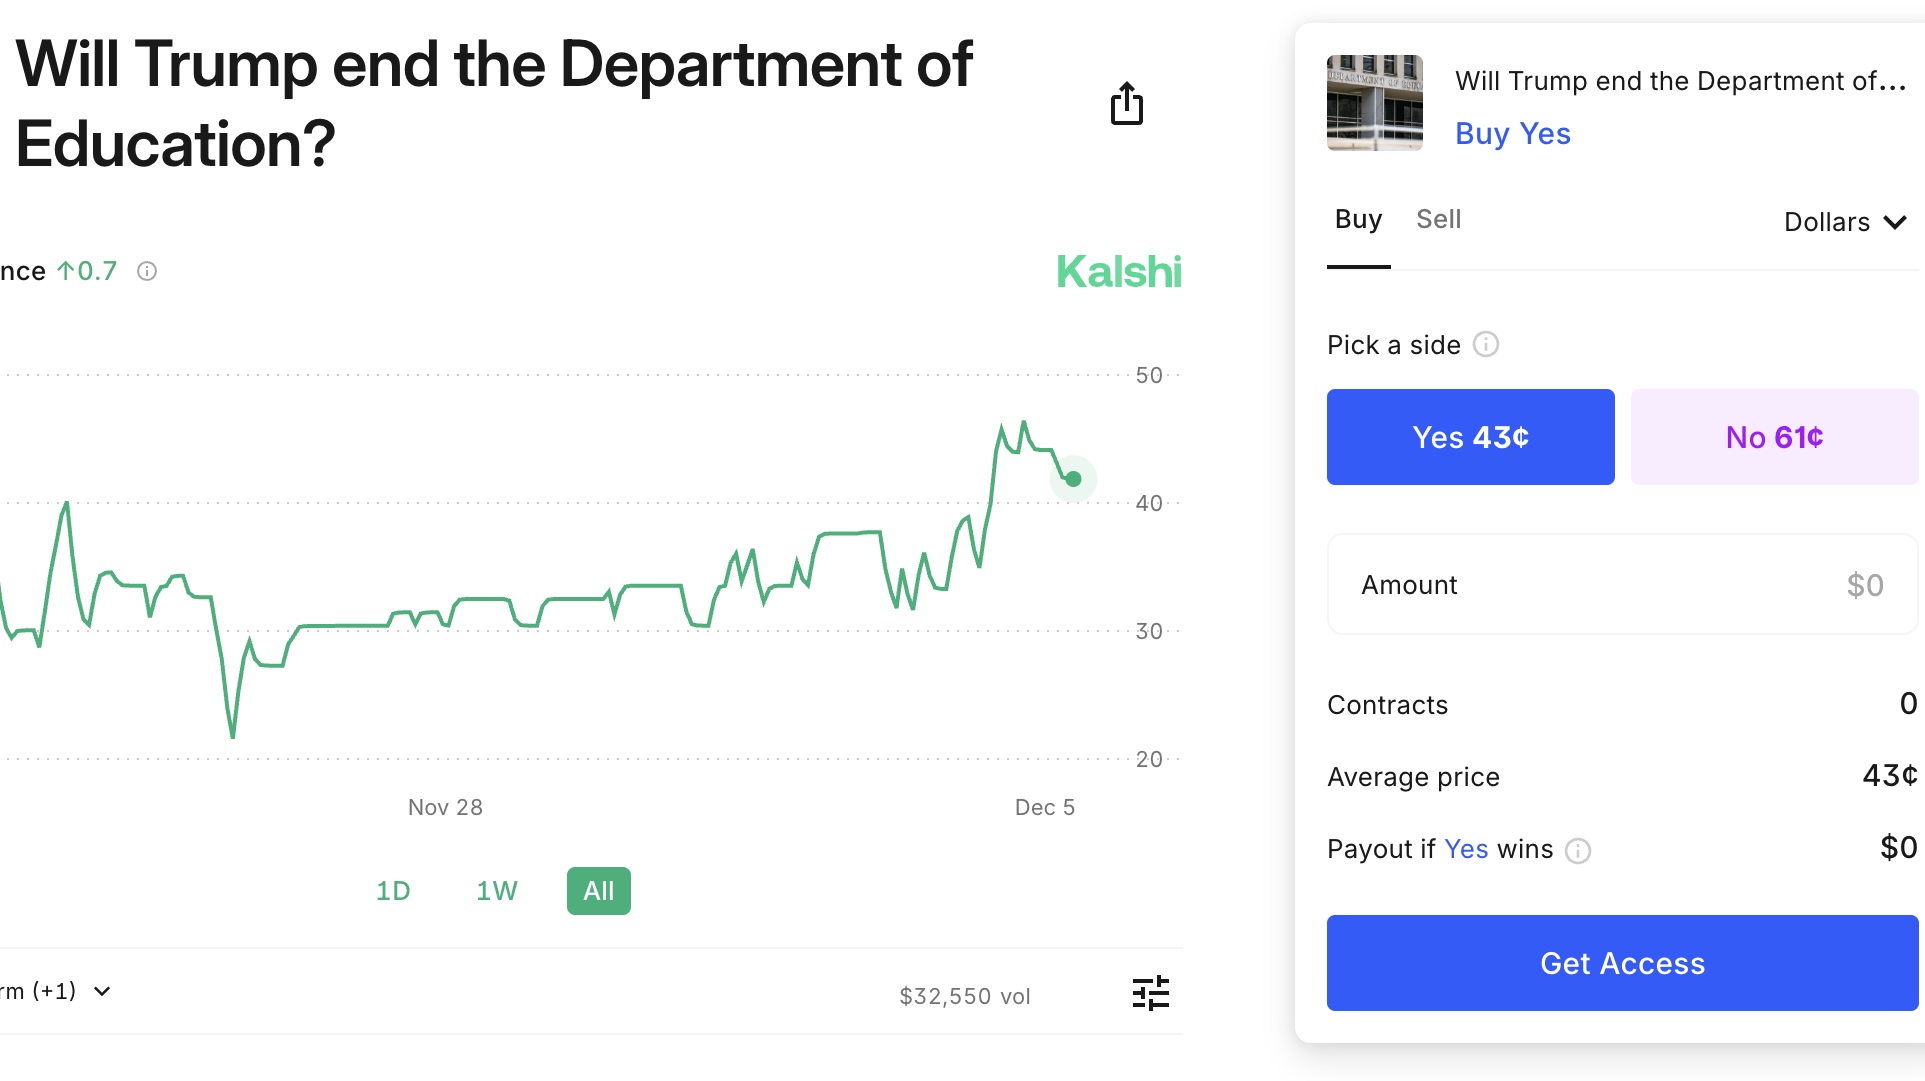 Will Trump end the Department of
Education?
nce ↑0.7
Kalshi
50
40
30
20
Nov 28
Dec 5
1D
1W
All
rm (+1)
$32,550 vol
Will Trump end the Department of...
Buy Yes
Buy
Sell
Dollars
Pick a side
Yes 43¢
No 61¢
Amount
$0
Contracts
0
Average price
43¢
Payout if Yes wins
$0
Get Access